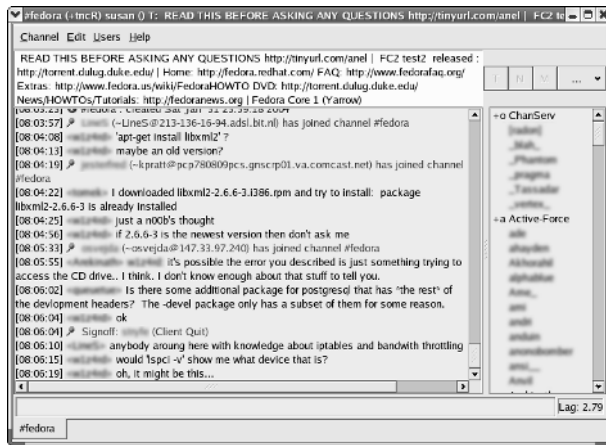 #fedora (+tncR) susan () T: READ THIS BEFORE ASKING ANY QUESTIONS http://tinyurl.com/anel | FC2 te
Channel Edit Users Help
READ THIS BEFORE ASKING ANY QUESTIONS http://tinyurl.com/anel | FC2 test2 released :
http://torrent.dulug.duke.edu/ | Home: http://fedora.redhat.com/ FAQ: http://www.fedorafaq.org/
Extras: http://www.fedora.us/wiki/FedoraHOWTO DVD: http://torrent.dulug.duke.edu/
News/HOWTOs/Tutorials: http://fedoranews.org | Fedora Core 1 (Yarrow)
T N M ...
[08:03:57] (~LineS@213-136-16-94.adsl.bit.nl) has joined channel #fedora
[08:04:08] 'apt-get install libxml2' ?
[08:04:13] maybe an old version?
[08:04:19] (~kpratt@pcp780809pcs.gnscrp01.va.comcast.net) has joined channel
#fedora
[08:04:22] I downloaded libxml2-2.6.6-3.i386.rpm and try to install: package
libxml2-2.6.6-3 is already installed
[08:04:25] just a n00b's thought
[08:04:56] if 2.6.6-3 is the newest version then don't ask me
[08:05:33] (~osvejda@147.33.97.240) has joined channel #fedora
[08:05:55] it's possible the error you described is just something trying to
access the CD drive.. I think. I don't know enough about that stuff to tell you.
[08:06:02] Is there some additional package for postgresql that has *the rest* of
the devlopment headers? The -devel package only has a subset of them for some reason.
[08:06:04] ok
[08:06:04] Signoff: (Client Quit)
[08:06:10] anybody aroung here with knowledge about iptables and bandwith throttling
[08:06:15] would 'lspci -v' show me what device that is?
[08:06:19] oh, it might be this...
+o ChanServ
+a Active-Force
Lag: 2.79
#fedora